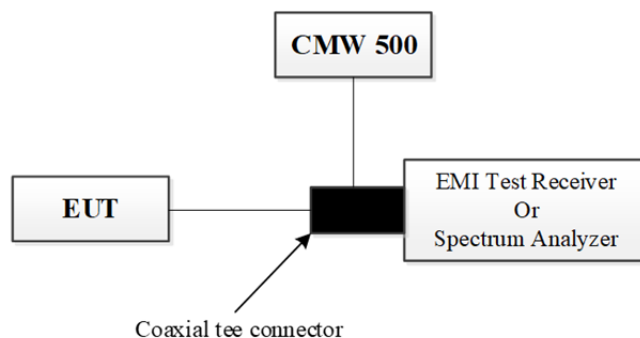 CMW 500
EUT
EMI Test Receiver
Or
Spectrum Analyzer
Coaxial tee connector